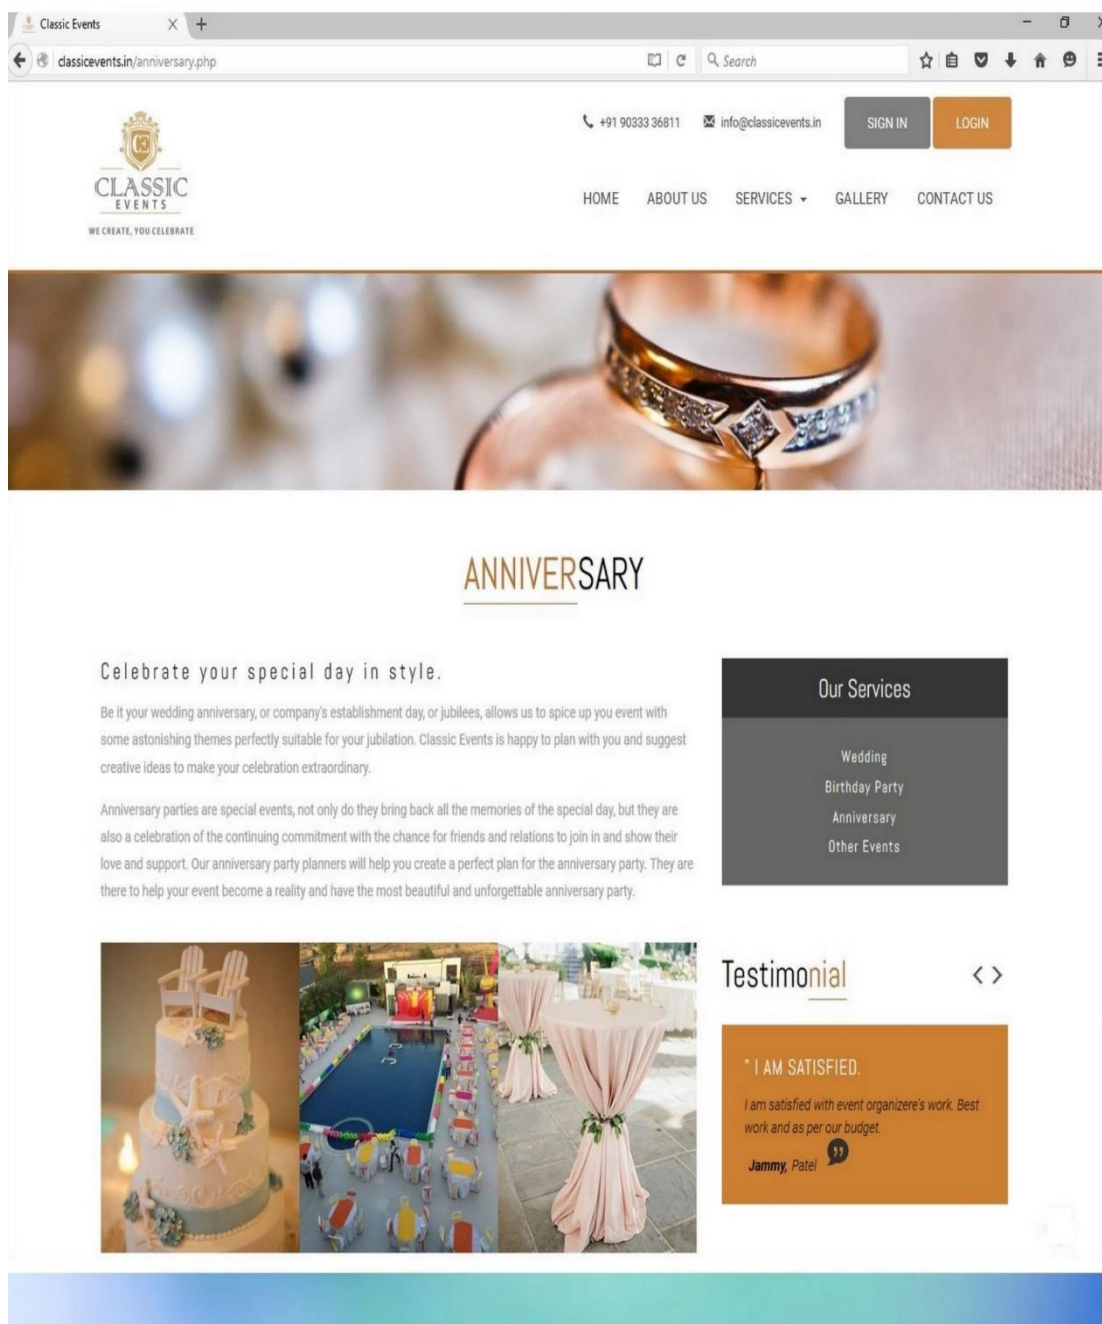 Classic Events
classicevents.in/anniversary.php
Search
+91 90333 36811
info@classicevents.in
SIGN IN
LOGIN
CE
CLASSIC
EVENTS
WE CREATE, YOU CELEBRATE
HOME
ABOUT US
SERVICES
GALLERY
CONTACT US
ANNIVERSARY
Celebrate your special day in style.
Be it your wedding anniversary, or company's establishment day, or jubilees, allows us to spice up you event with
some astonishing themes perfectly suitable for your jubilation. Classic Events is happy to plan with you and suggest
creative ideas to make your celebration extraordinary.
Anniversary parties are special events, not only do they bring back all the memories of the special day, but they are
also a celebration of the continuing commitment with the chance for friends and relations to join in and show their
love and support. Our anniversary party planners will help you create a perfect plan for the anniversary party. They are
there to help your event become a reality and have the most beautiful and unforgettable anniversary party.
Our Services
Wedding
Birthday Party
Anniversary
Other Events
Testimonial
" I AM SATISFIED.
I am satisfied with event organizere's work. Best
work and as per our budget.
Jammy, Patel